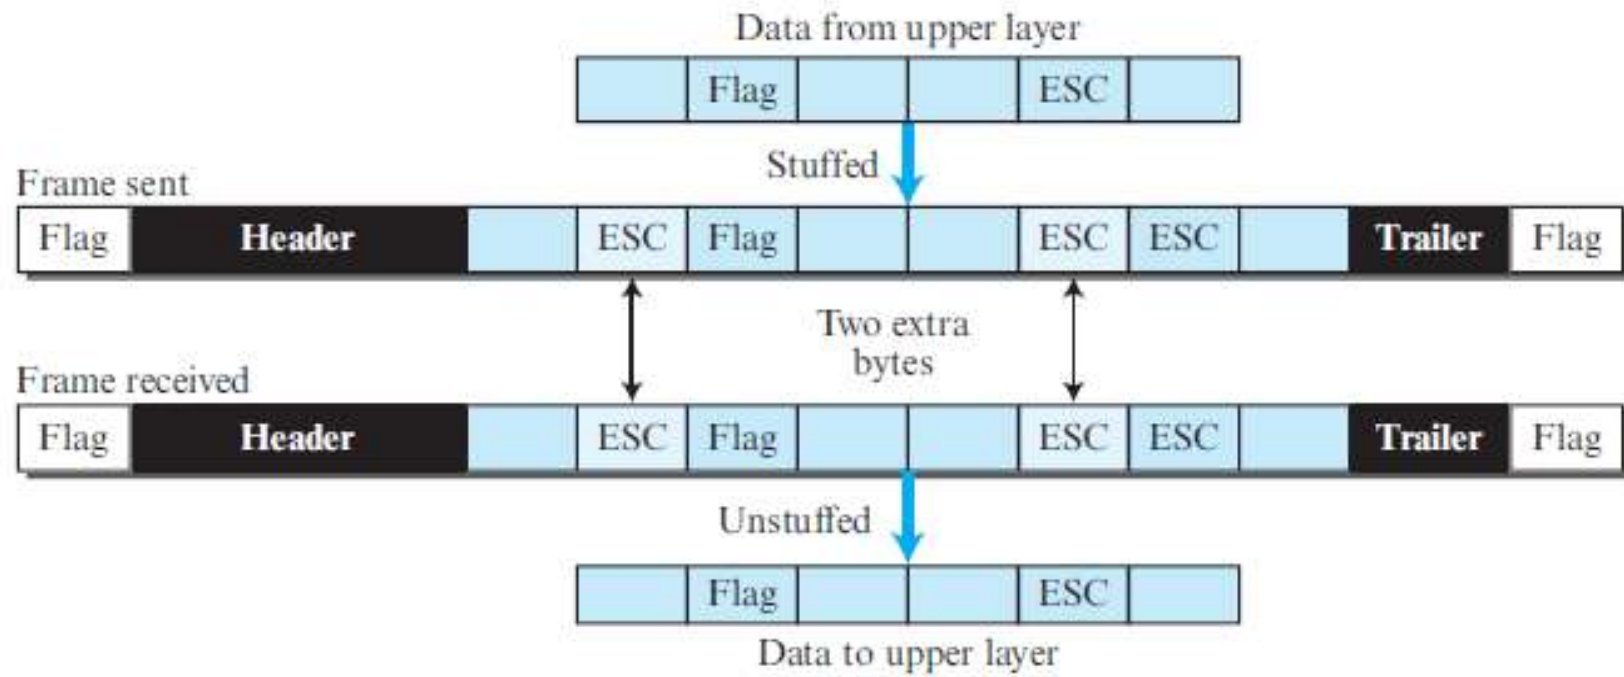 Data from upper layer
Flag ESC
Stuffed
Frame sent
Flag Header ESC Flag ESC ESC Trailer Flag
Two extra
bytes
Frame received
Flag Header ESC Flag ESC ESC Trailer Flag
Unstuffed
Flag ESC
Data to upper layer